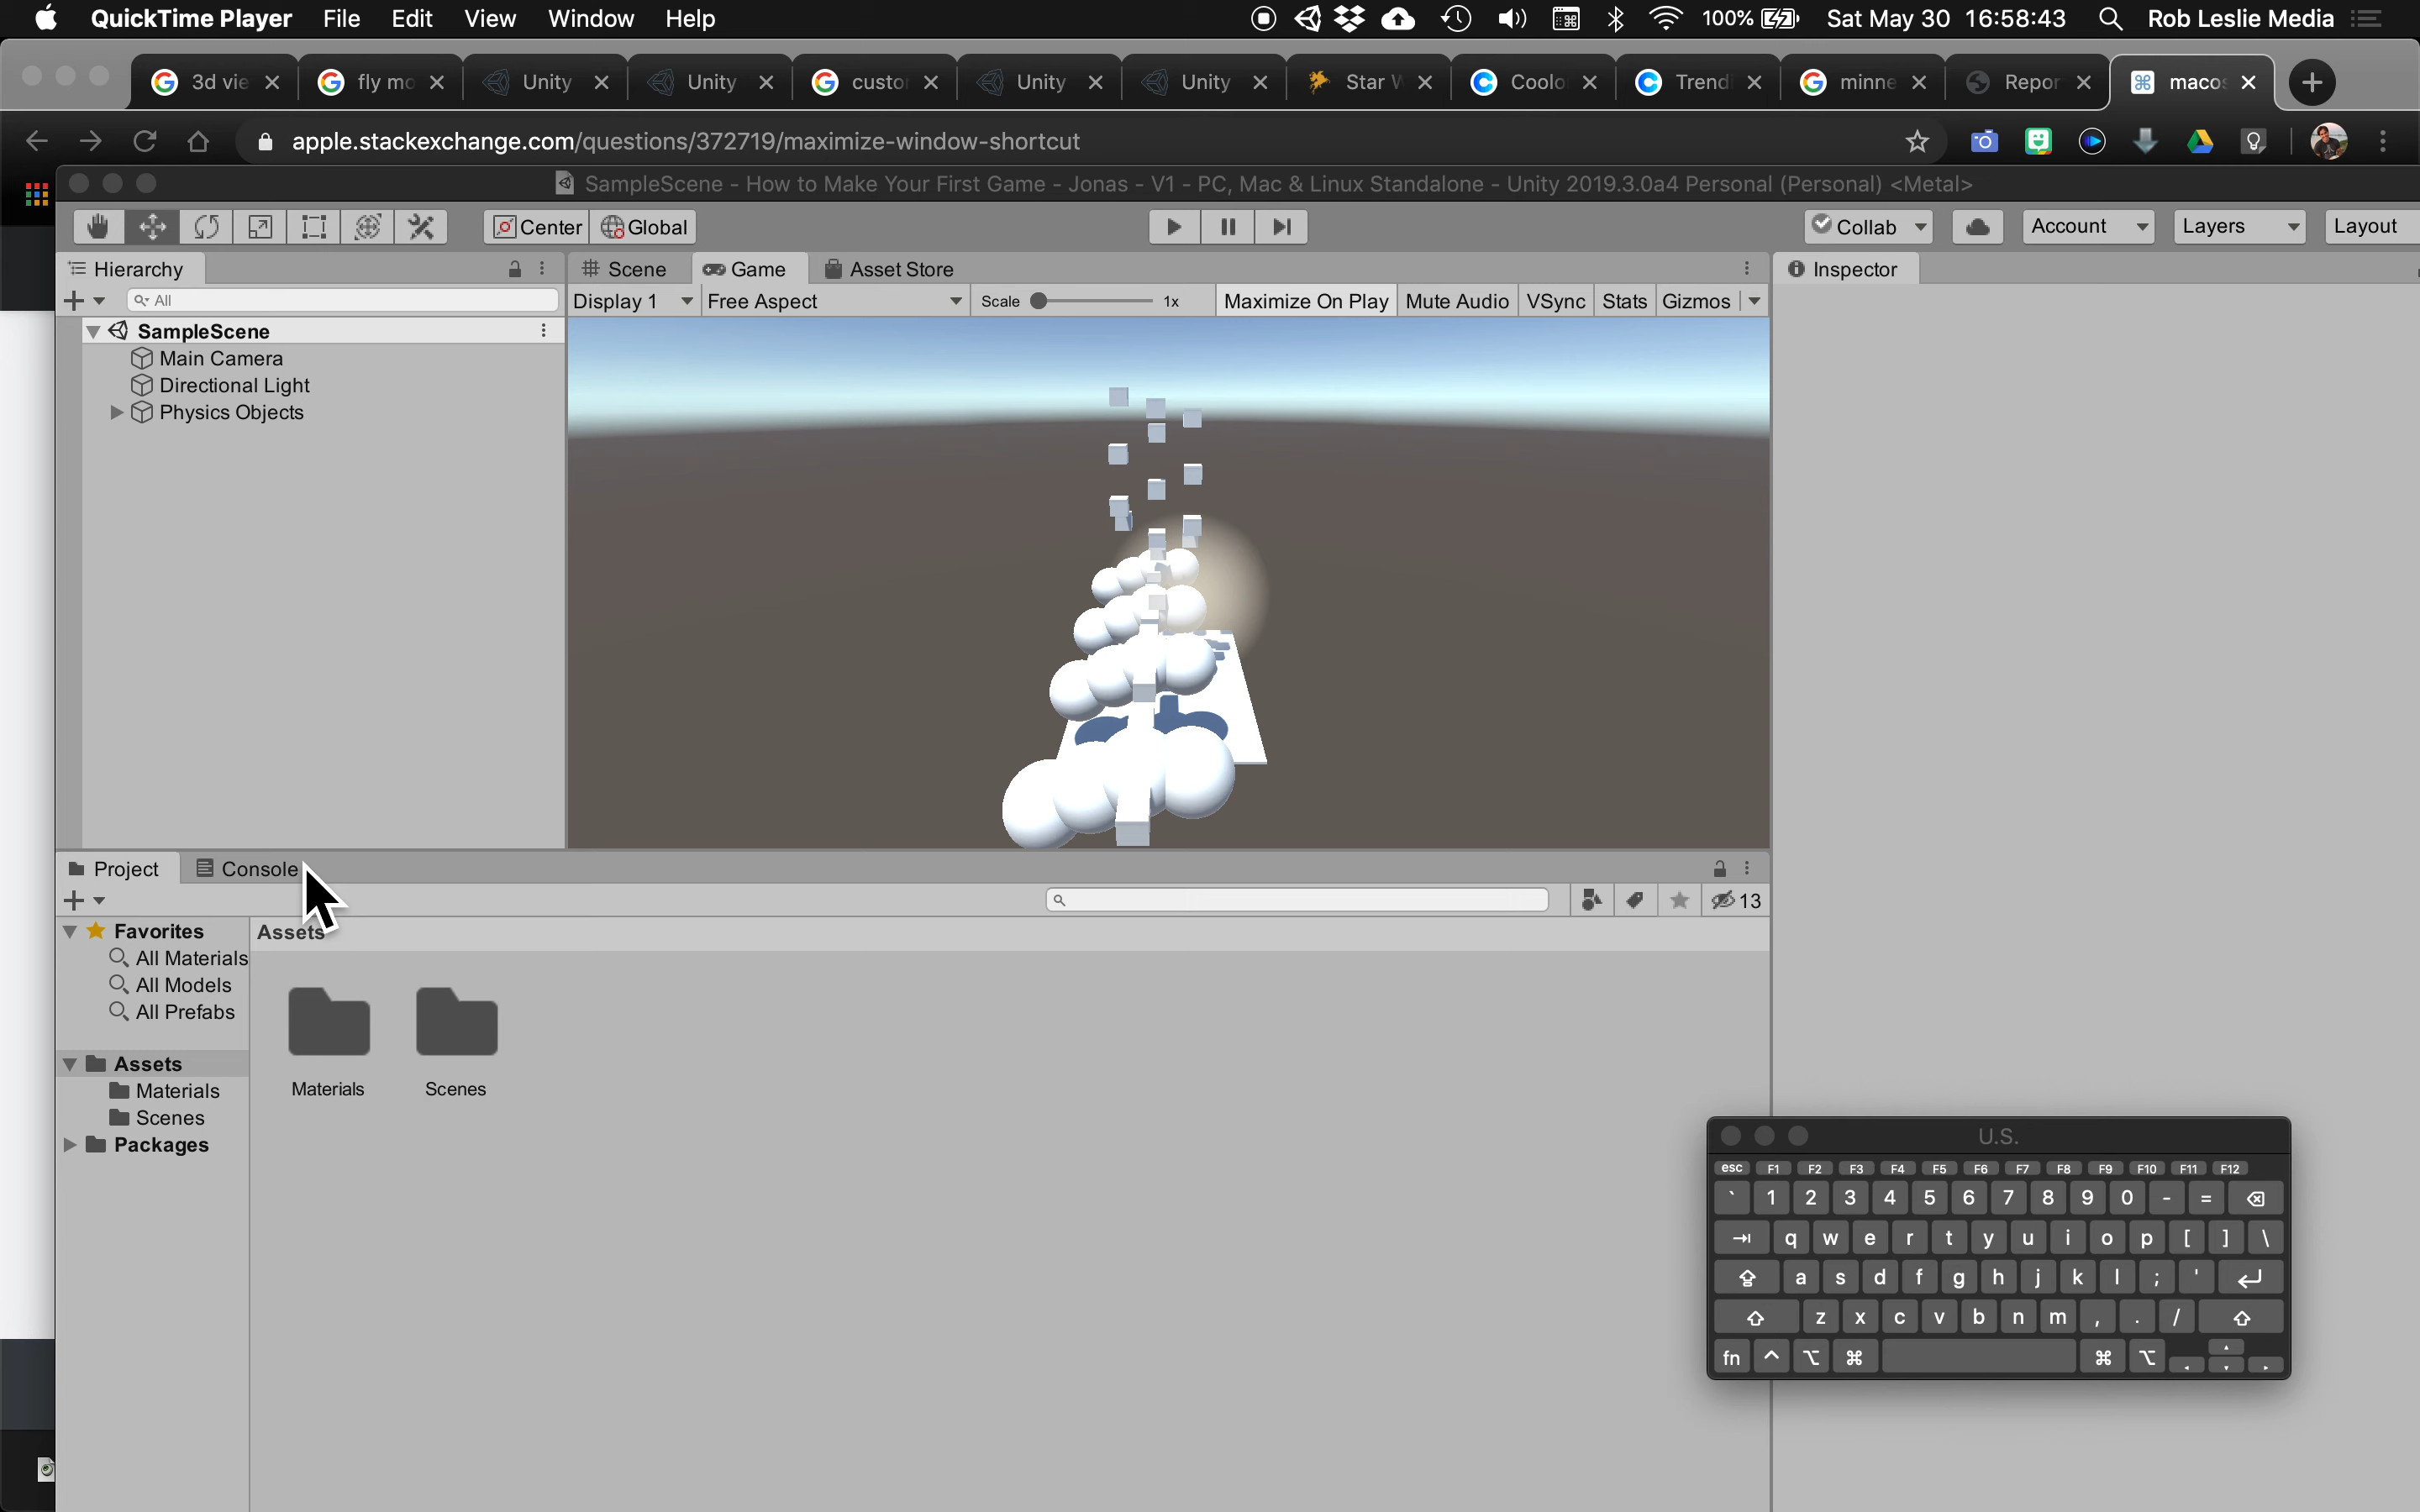 QuickTime Player File Edit View Window Help 100% Sat May 30 16:58:43 Rob Leslie Media
3d vie fly mo Unity Unity custor Unity Unity Star W Coolo Trendi minne Repor macos
apple.stackexchange.com/questions/372719/maximize-window-shortcut
SampleScene - How to Make Your First Game - Jonas - V1 - PC, Mac & Linux Standalone - Unity 2019.3.0a4 Personal (Personal) <Metal>
Center Global Collab Account Layers Layout
Hierarchy Scene Game Asset Store Inspector
All Display 1 Free Aspect Scale 1x Maximize On Play Mute Audio VSync Stats Gizmos
SampleScene
Main Camera
Directional Light
Physics Objects
Project Console
13
Favorites Assets
All Materials
All Models
All Prefabs
Assets
Materials
Scenes
Packages
Materials Scenes
U.S.
esc F1 F2 F3 F4 F5 F6 F7 F8 F9 F10 F11 F12
` 1 2 3 4 5 6 7 8 9 0 - =
q w e r t y u i o p [ ] \
a s d f g h j k l ; '
z x c v b n m , . /
fn ^ ⌥ ⌘ ⌘ ⌥